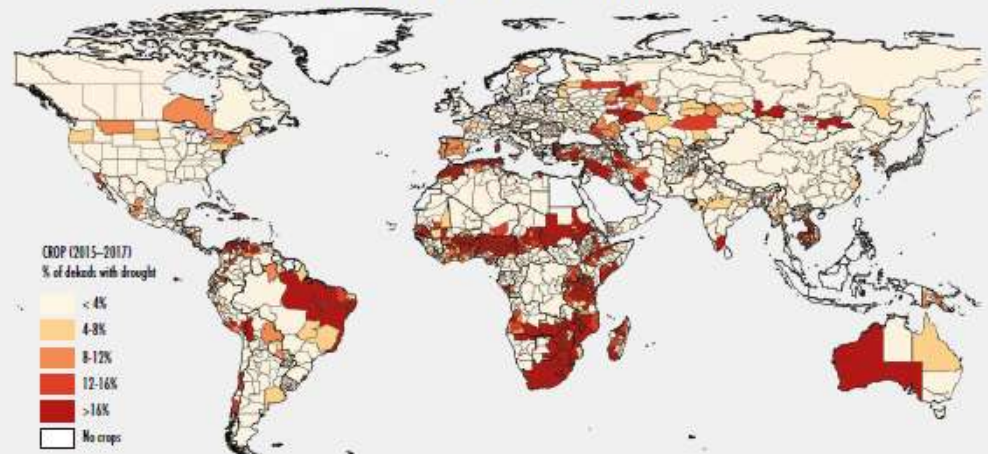 CROP (2015–2017)
% of dekads with drought
< 4%
4-8%
8-12%
12-16%
>16%
No crops